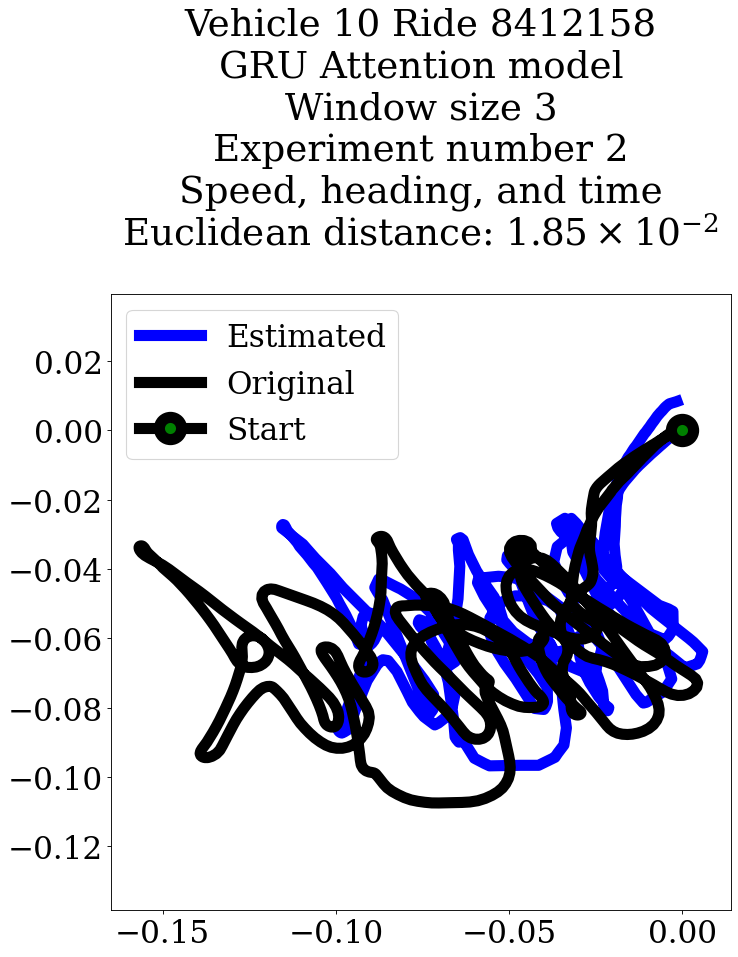 Vehicle 10 Ride 8412158
GRU Attention model
Window size 3
Experiment number 2
Speed, heading, and time
Euclidean distance: 1.85 × 10⁻²
Estimated
Original
Start
0.02
0.00
−0.02
−0.04
−0.06
−0.08
−0.10
−0.12
−0.15
−0.10
−0.05
0.00